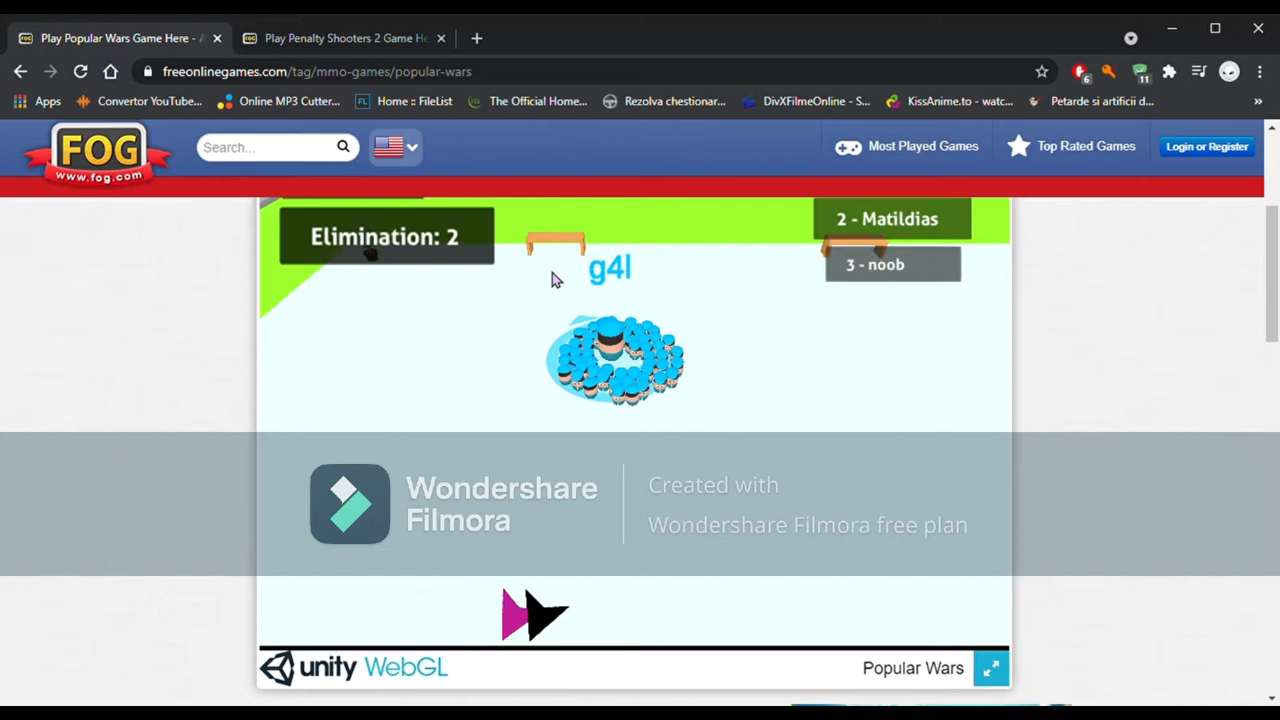 Play Popular Wars Game Here - A
Play Penalty Shooters 2 Game He
freeonlinegames.com/tag/mmo-games/popular-wars
6
11
Apps
Convertor YouTube...
Online MP3 Cutter...
FL
Home :: FileList
The Official Home...
Rezolva chestionar...
DivXFilmeOnline - S...
KissAnime.to - watc...
Petarde si artificii d...
FOG
www.fog.com
Search...
Most Played Games
Top Rated Games
Login or Register
Elimination: 2
2 - Matildias
3 - noob
g4l
Wondershare
Filmora
Created with
Wondershare Filmora free plan
unity WebGL
Popular Wars